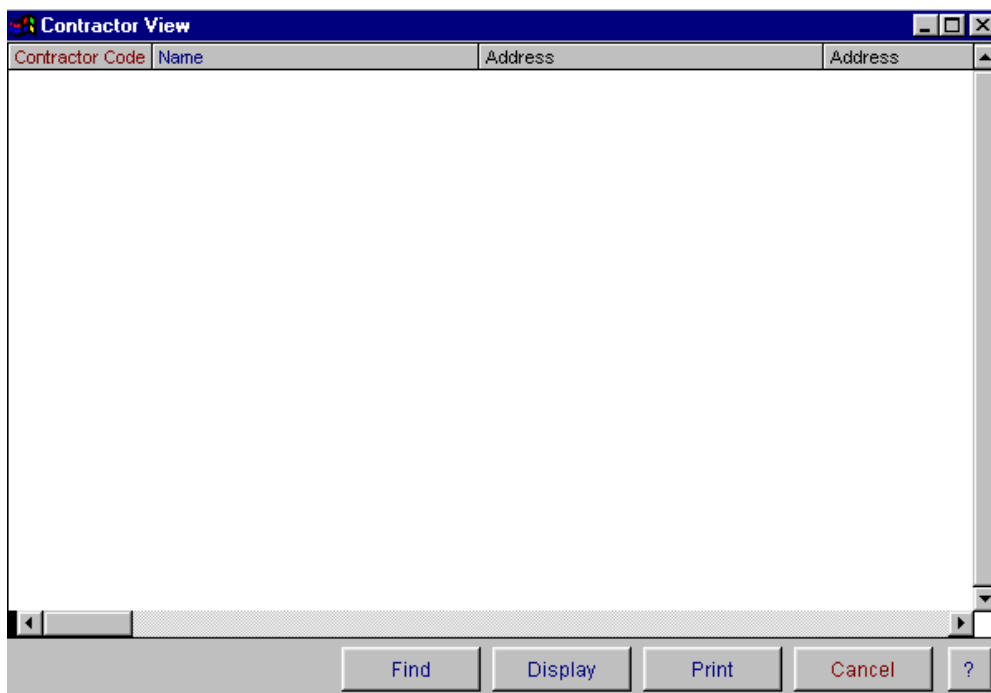 Contractor View
Contractor Code Name Address Address
Find Display Print Cancel ?